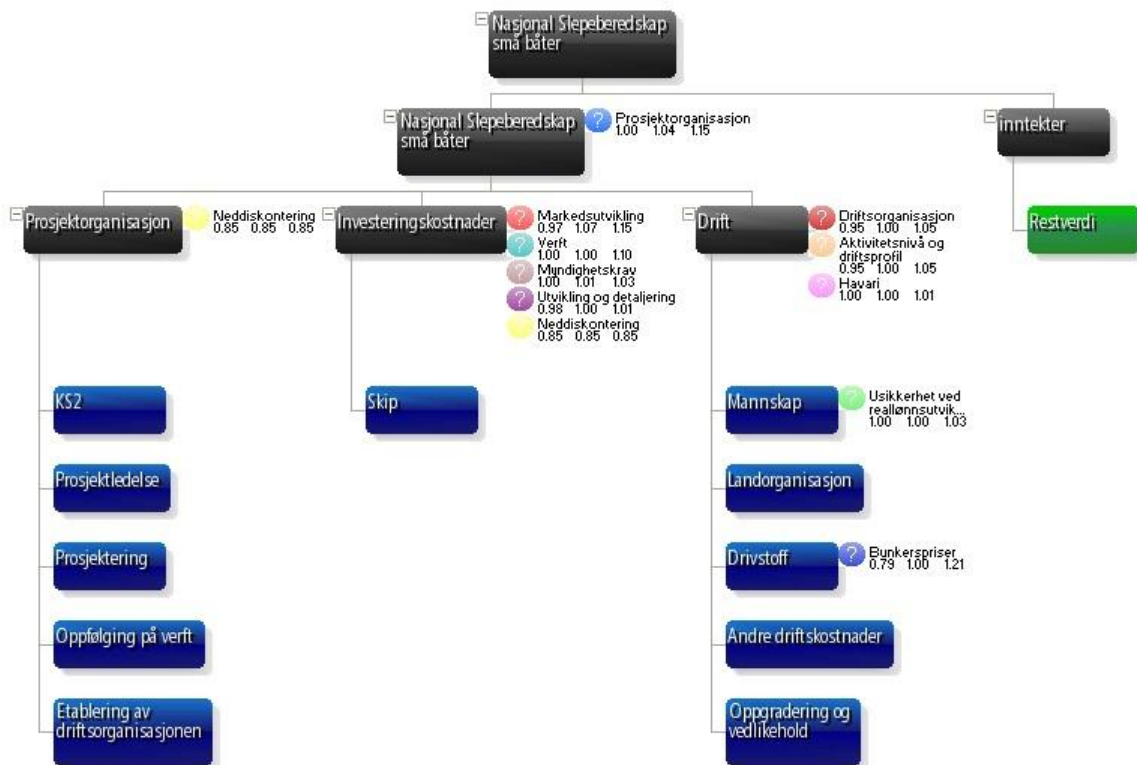 Nasjonal Slepeberedskap
små båter
Nasjonal Slepeberedskap
små båter
? Prosjektorganisasjon
1.00 1.04 1.15
inntekter
Prosjektorganisasjon
? Neddiskontering
0.85 0.85 0.85
Investeringskostnader
? Markedsutvikling
0.97 1.07 1.15
? Verft
1.00 1.00 1.10
? Myndighetskrav
1.00 1.01 1.03
? Utvikling og detaljering
0.98 1.00 1.01
? Neddiskontering
0.85 0.85 0.85
Drift
? Driftsorganisasjon
0.95 1.00 1.05
? Aktivitetsnivå og
driftsprofil
0.95 1.00 1.05
? Havari
1.00 1.00 1.01
Restverdi
KS2
Prosjektledelse
Prosjektering
Oppfølging på verft
Etablering av
driftsorganisasjonen
Skip
Mannskap
? Usikkerhet ved
reallønnsutvik...
1.00 1.00 1.03
Landorganisasjon
Drivstoff
? Bunkerspriser
0.79 1.00 1.21
Andre driftskostnader
Oppgradering og
vedlikehold